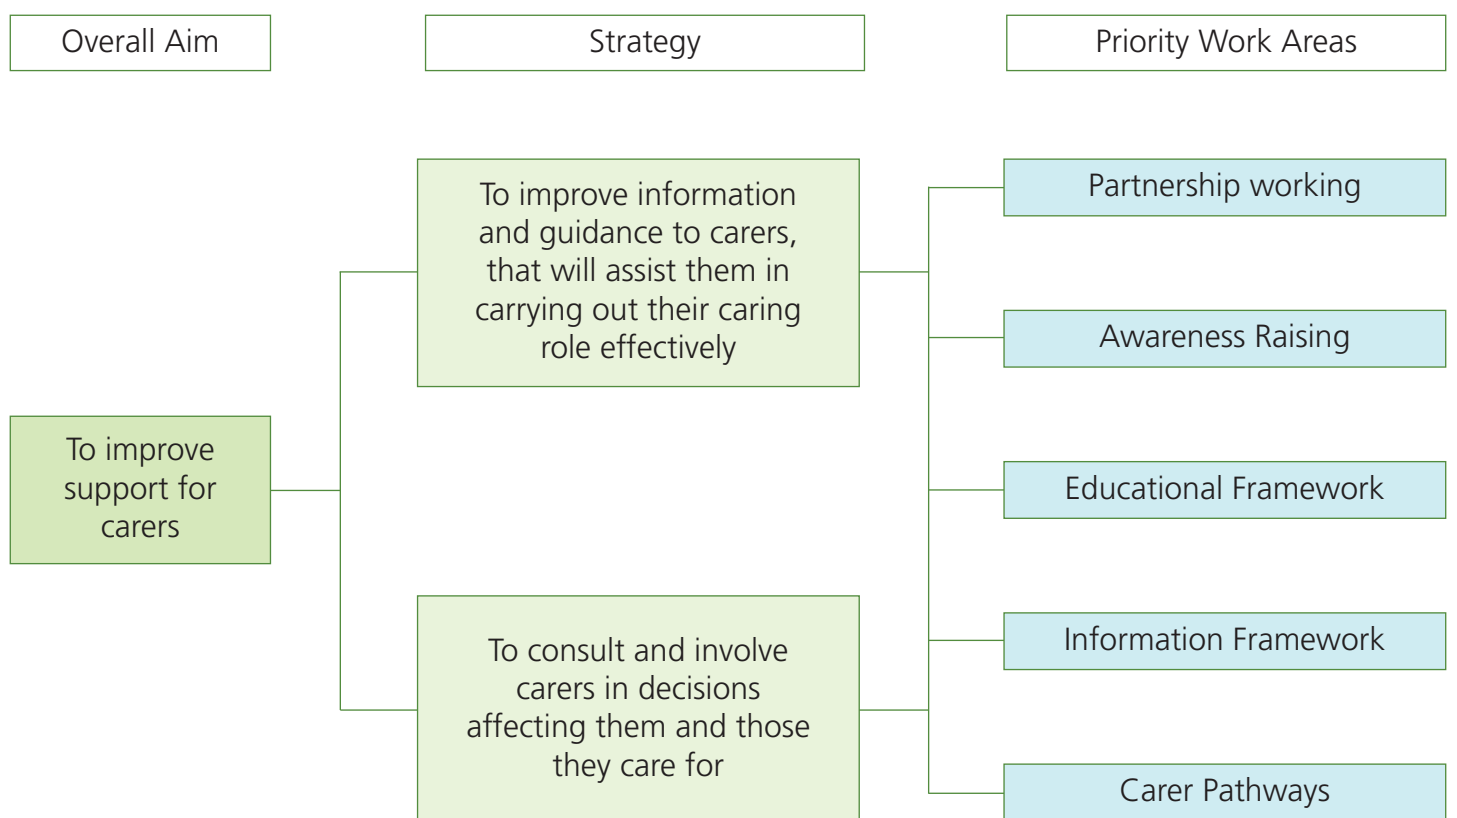 Overall Aim
Strategy
Priority Work Areas
To improve
support for
carers
To improve information
and guidance to carers,
that will assist them in
carrying out their caring
role effectively
To consult and involve
carers in decisions
affecting them and those
they care for
Partnership working
Awareness Raising
Educational Framework
Information Framework
Carer Pathways